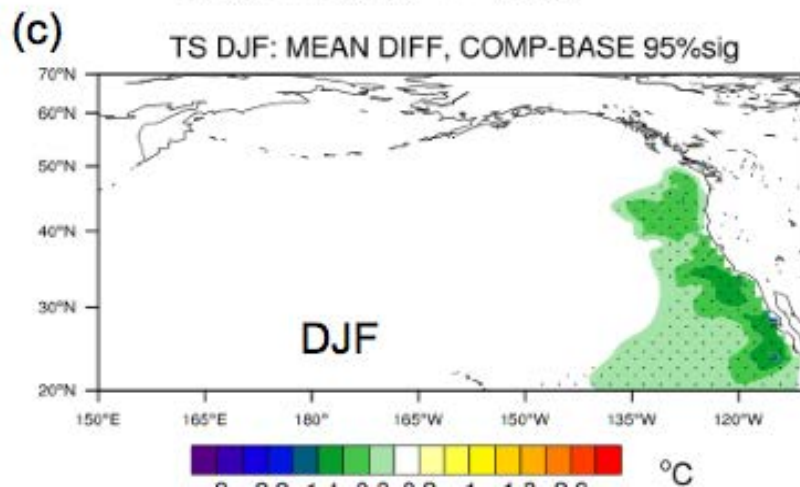 (c)
TS DJF: MEAN DIFF, COMP-BASE 95%sig
70°N
60°N
50°N
40°N
30°N
20°N
DJF
150°E 165°E 180° 165°W 150°W 135°W 120°W
°C